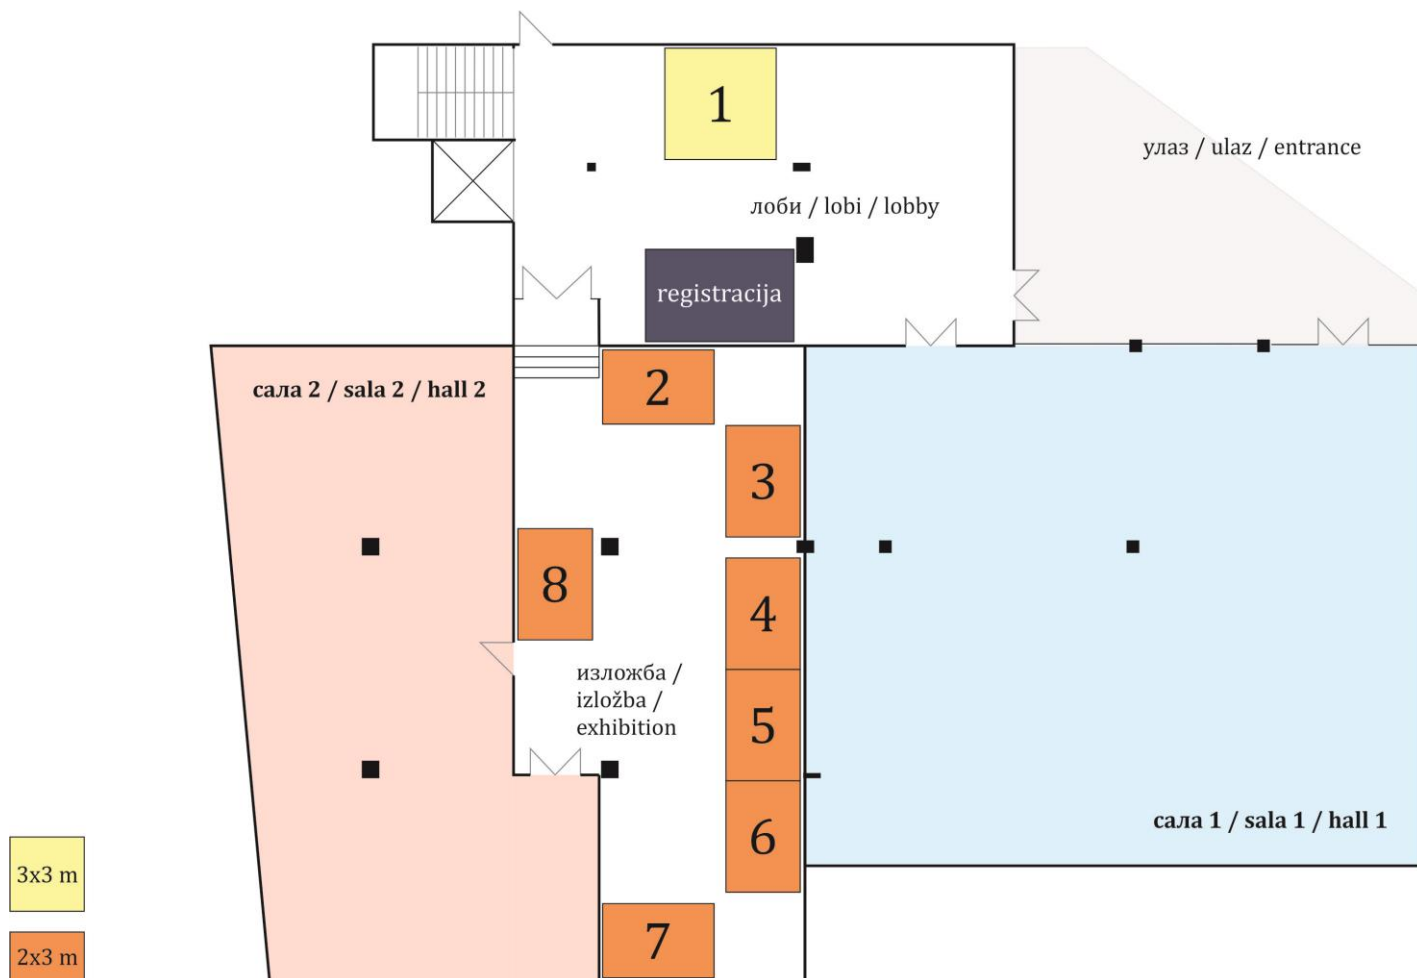 1
улаз / ulaz / entrance
лоби / lobi / lobby
registracija
сала 2 / sala 2 / hall 2
2
3
8
4
изложба /
izložba /
exhibition
5
сала 1 / sala 1 / hall 1
6
3x3 m
7
2x3 m